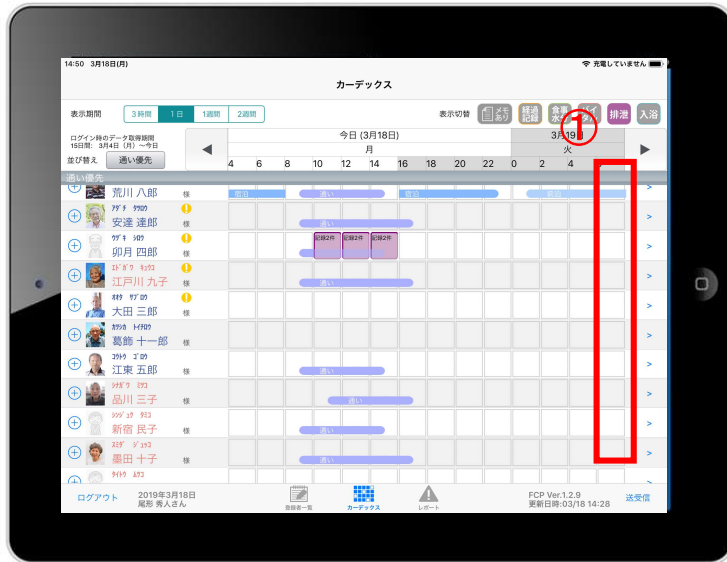 14:50 3月18日(月)
充電していません
カーデックス
表示期間 3時間 1日 1週間 2週間
表示切替 メモあり 経過記録 排泄 入浴
①
ログイン時のデータ取得期間
15日間: 3月4日（月）〜今日
今日 (3月18日)
3月19日
月
火
並び替え 通い優先
4 6 8 10 12 14 16 18 20 22 0 2 4
通い優先
荒川 八郎 様
宿泊 通い 宿泊 宿泊
アダチ タツロウ
安達 達郎 様
通い
ウヅキ シロウ
卯月 四郎 様
記録2件 記録2件 記録2件
エドガワ キュウコ
江戸川 九子 様
通い
オオタ サブロウ
大田 三郎 様
カツシカ トイチロウ
葛飾 十一郎 様
コウトウ ゴロウ
江東 五郎 様
通い
シナガワ ミツコ
品川 三子 様
通い
シンジュク タミコ
新宿 民子 様
通い
スミダ ジュウコ
墨田 十子 様
通い
ログアウト
2019年3月18日
尾形 秀人さん
登録者一覧
カーデックス
レポート
FCP Ver.1.2.9
更新日時:03/18 14:28
送受信